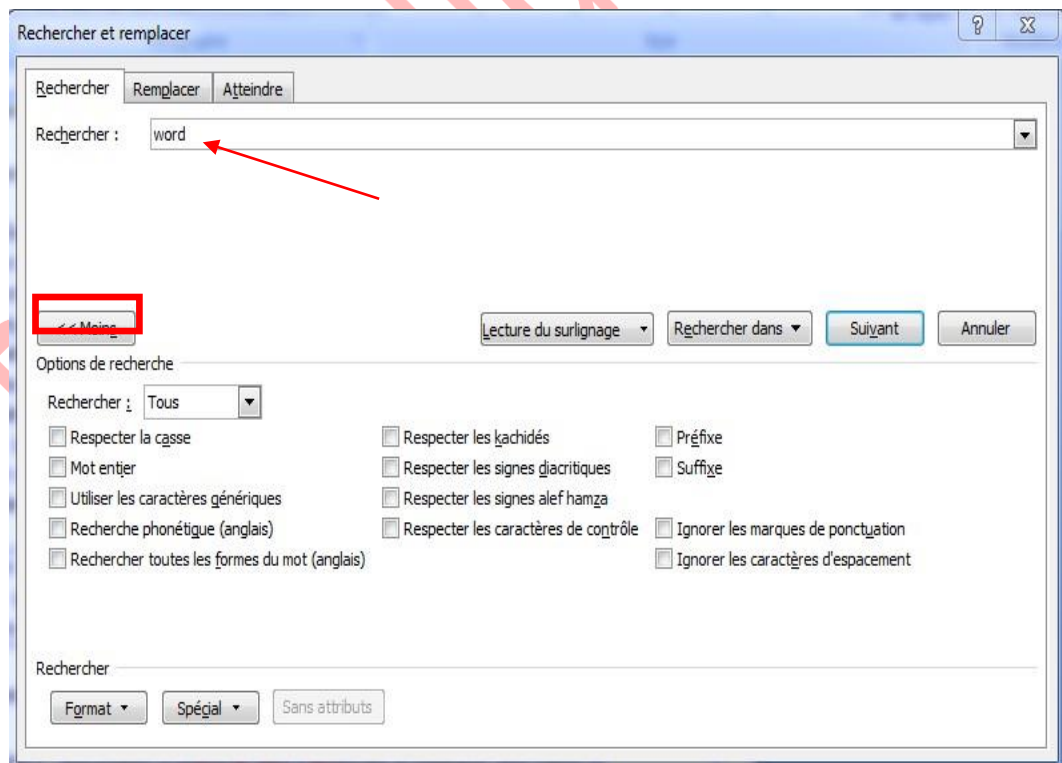 Rechercher et remplacer
Rechercher Remplacer Atteindre
Rechercher : word
<< Moins Lecture du surlignage Rechercher dans Suivant Annuler
Options de recherche
Rechercher : Tous
Respecter la casse Respecter les kachidés Préfixe
Mot entier Respecter les signes diacritiques Suffixe
Utiliser les caractères génériques Respecter les signes alef hamza
Recherche phonétique (anglais) Respecter les caractères de contrôle Ignorer les marques de ponctuation
Rechercher toutes les formes du mot (anglais) Ignorer les caractères d'espacement
Rechercher
Format Spécial Sans attributs